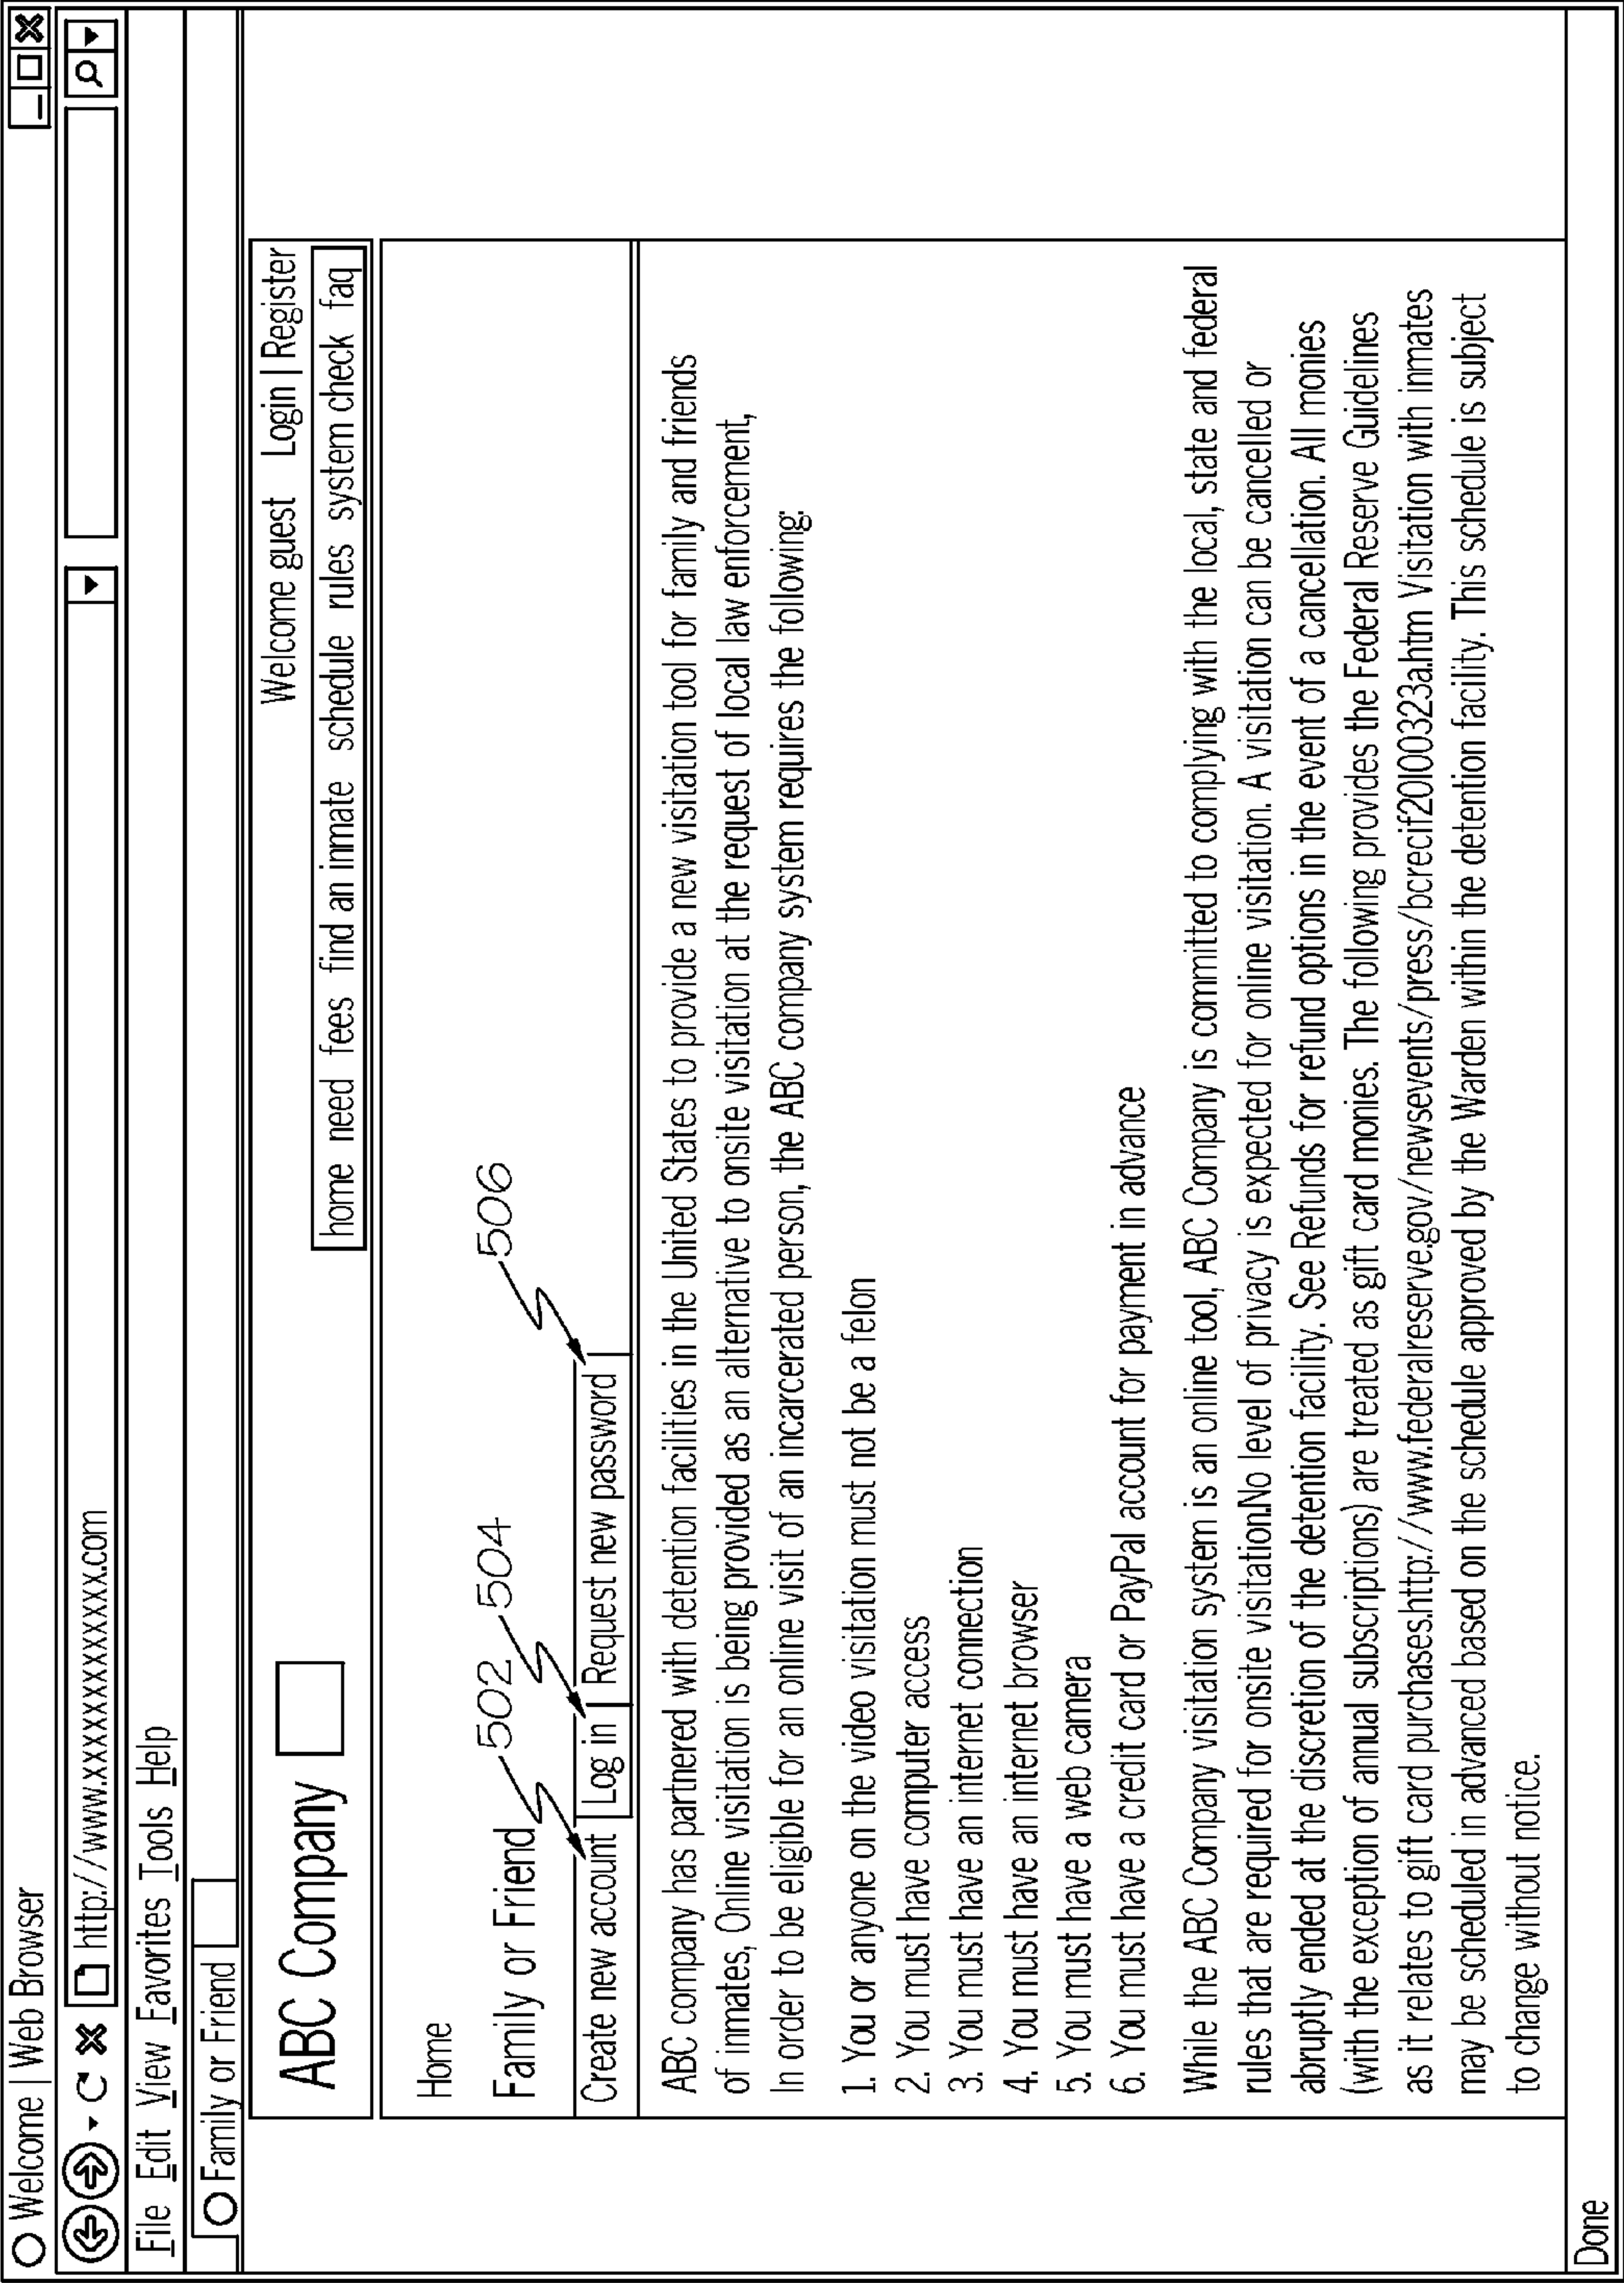 Welcome | Web Browser
http://www.xxxxxxxxxxxxx.com
File Edit View Favorites Tools Help
Family or Friend
ABC Company
Welcome guest Login | Register
home need fees find an inmate schedule rules system check faq
Home
Family or Friend
502
504
506
Create new account
Log in
Request new password
ABC company has partnered with detention facilities in the United States to provide a new visitation tool for family and friends
of inmates, Online visitation is being provided as an alternative to onsite visitation at the request of local law enforcement,
In order to be eligible for an online visit of an incarcerated person, the ABC company system requires the following:
1. You or anyone on the video visitation must not be a felon
2. You must have computer access
3. You must have an internet connection
4. You must have an internet browser
5. You must have a web camera
6. You must have a credit card or PayPal account for payment in advance
While the ABC Company visitation system is an online tool, ABC Company is committed to complying with the local, state and federal
rules that are required for onsite visitation.No level of privacy is expected for online visitation. A visitation can be cancelled or
abruptly ended at the discretion of the detention facility. See Refunds for refund options in the event of a cancellation. All monies
(with the exception of annual subscriptions) are treated as gift card monies. The following provides the Federal Reserve Guidelines
as it relates to gift card purchases.http://www.federalreserve.gov/newsevents/press/bcrecif20100323a.htm Visitation with inmates
may be scheduled in advanced based on the schedule approved by the Warden within the detention facility. This schedule is subject
to change without notice.
Done